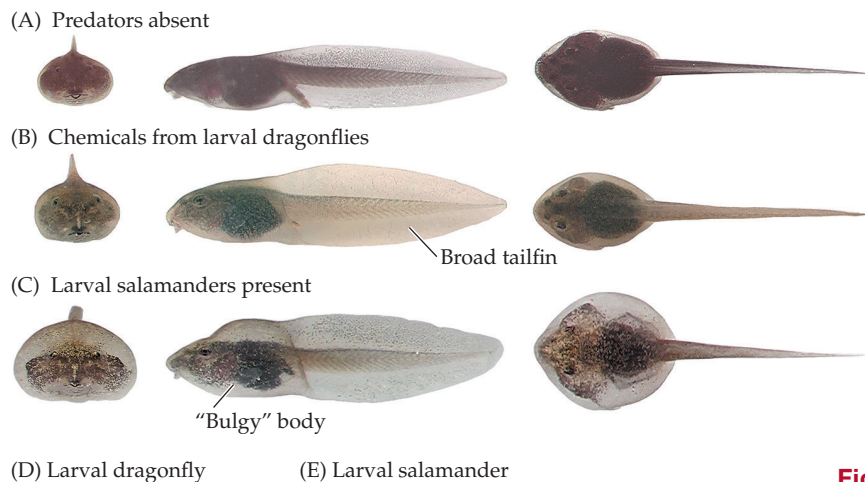 (A) Predators absent
(B) Chemicals from larval dragonflies
Broad tailfin
(C) Larval salamanders present
“Bulgy” body
(D) Larval dragonfly (E) Larval salamander